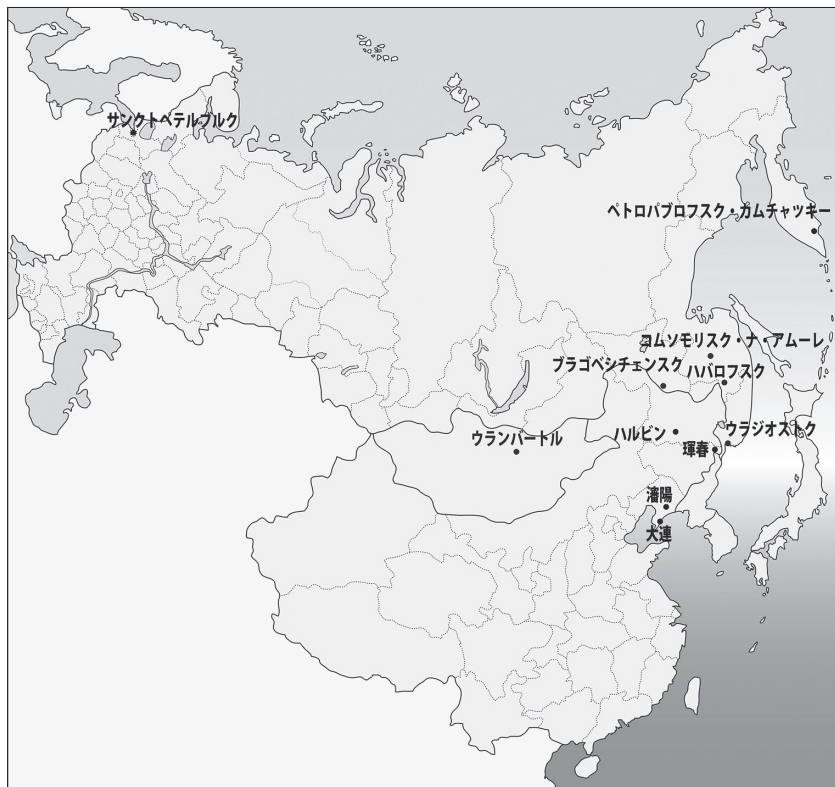 サンクトペテルブルク
ペトロパブロフスク・カムチャツキー
コムソモリスク・ナ・アムーレ
ブラゴベシチェンスク
ハバロフスク
ウランバートル
ハルビン
ウラジオストク
琿春
瀋陽
大連